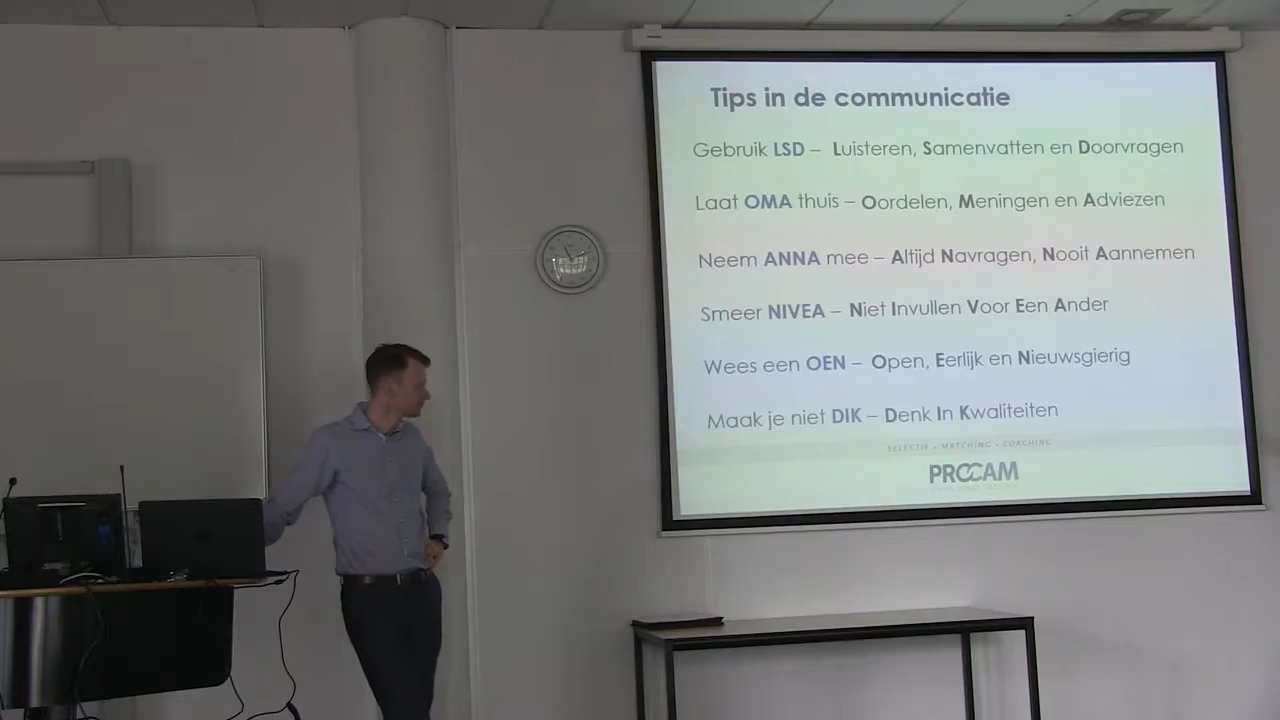 Tips in de communicatie
Gebruik LSD – Luisteren, Samenvatten en Doorvragen
Laat OMA thuis – Oordelen, Meningen en Adviezen
Neem ANNA mee – Altijd Navragen, Nooit Aannemen
Smeer NIVEA – Niet Invullen Voor Een Ander
Wees een OEN – Open, Eerlijk en Nieuwsgierig
Maak je niet DIK – Denk In Kwaliteiten
SELECTIE • MATCHING • COACHING
PROCCAM